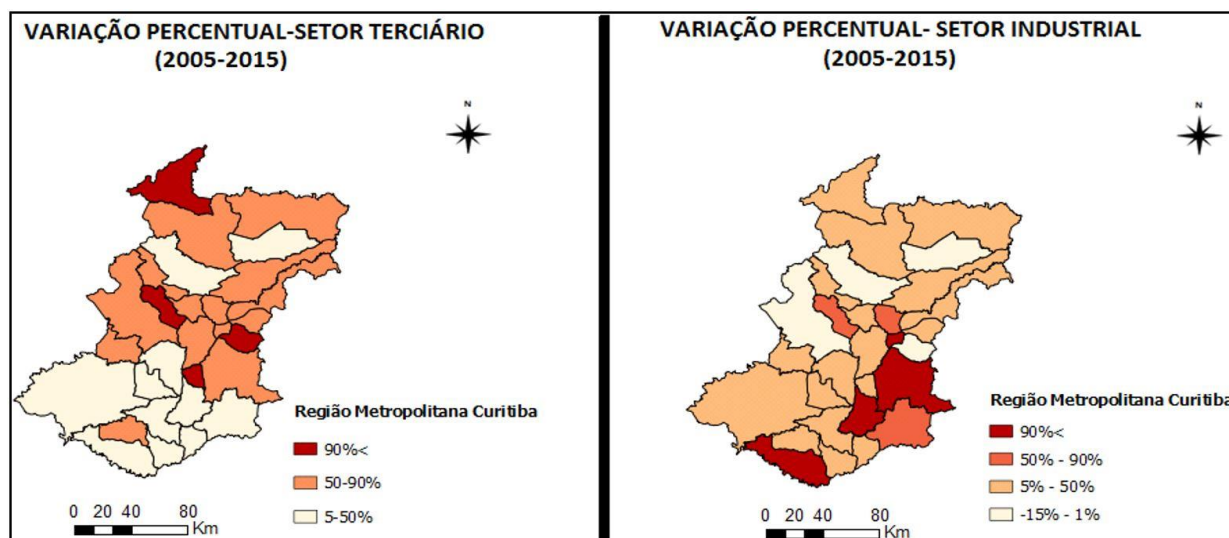 VARIAÇÃO PERCENTUAL-SETOR TERCIÁRIO
(2005-2015)
N
Região Metropolitana Curitiba
90%<
50-90%
5-50%
0 20 40 80
Km
VARIAÇÃO PERCENTUAL- SETOR INDUSTRIAL
(2005-2015)
N
Região Metropolitana Curitiba
90%<
50% - 90%
5% - 50%
-15% - 1%
0 20 40 80
Km